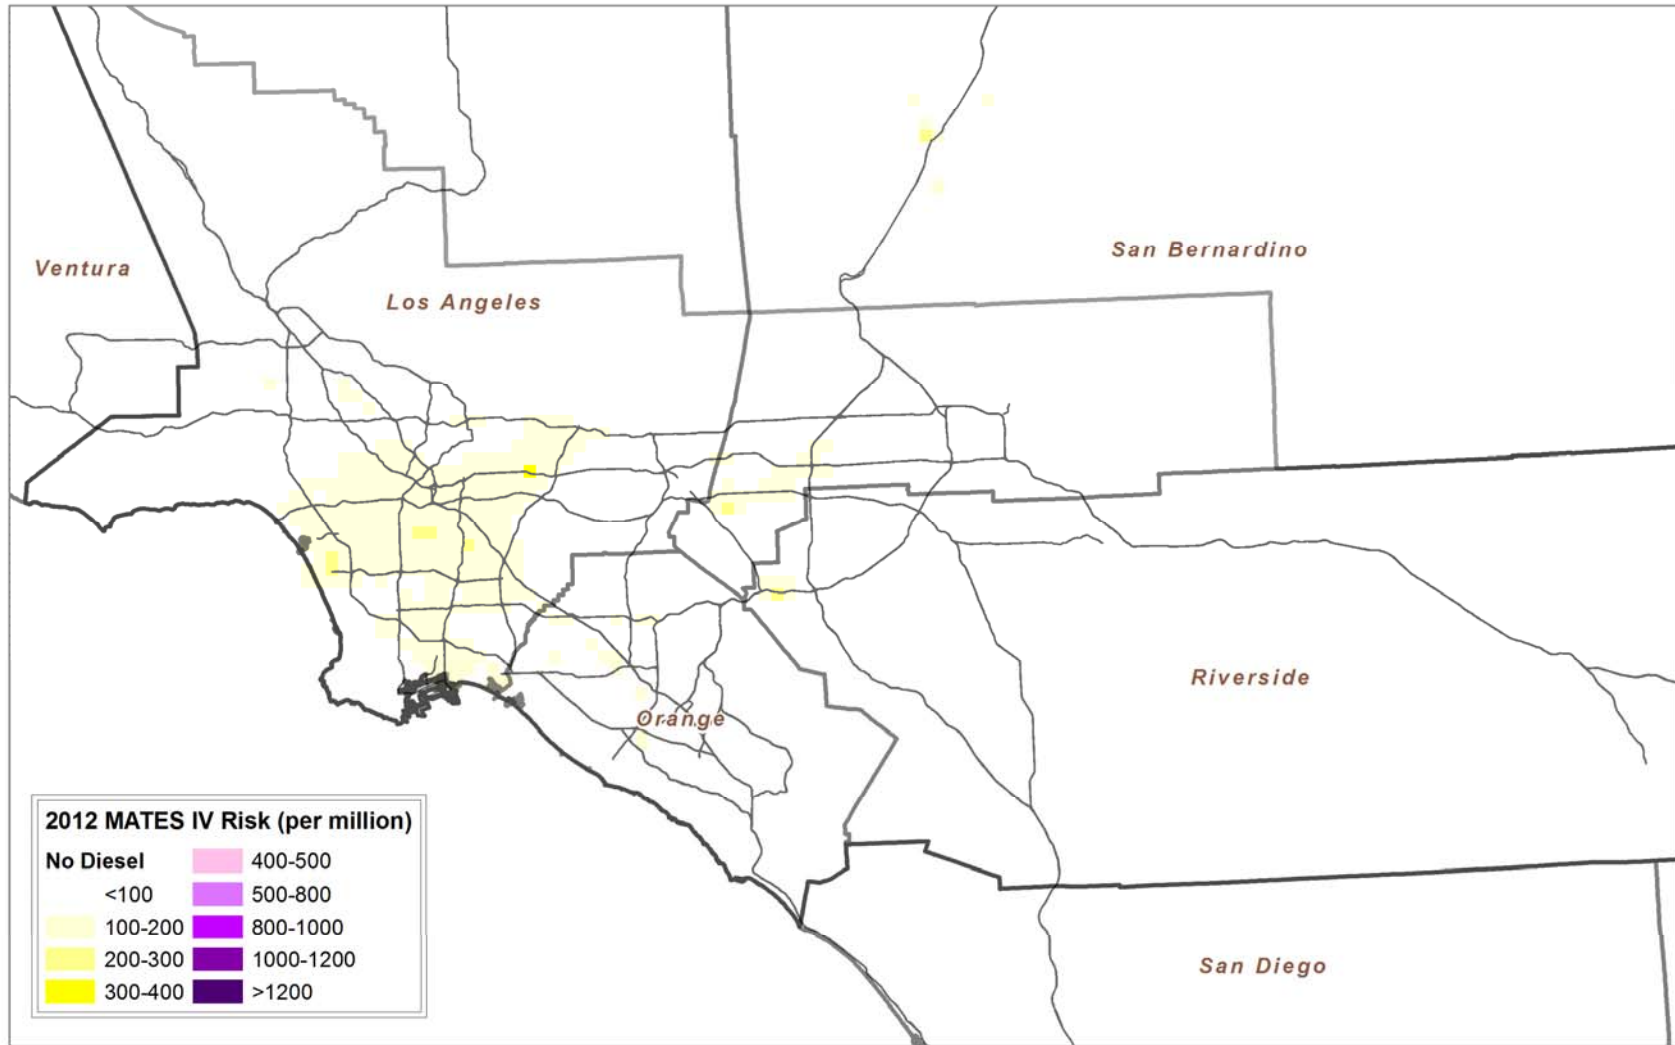 San Bernardino
Ventura
Los Angeles
Riverside
Orange
San Diego
2012 MATES IV Risk (per million)
No Diesel
<100
100-200
200-300
300-400
400-500
500-800
800-1000
1000-1200
>1200